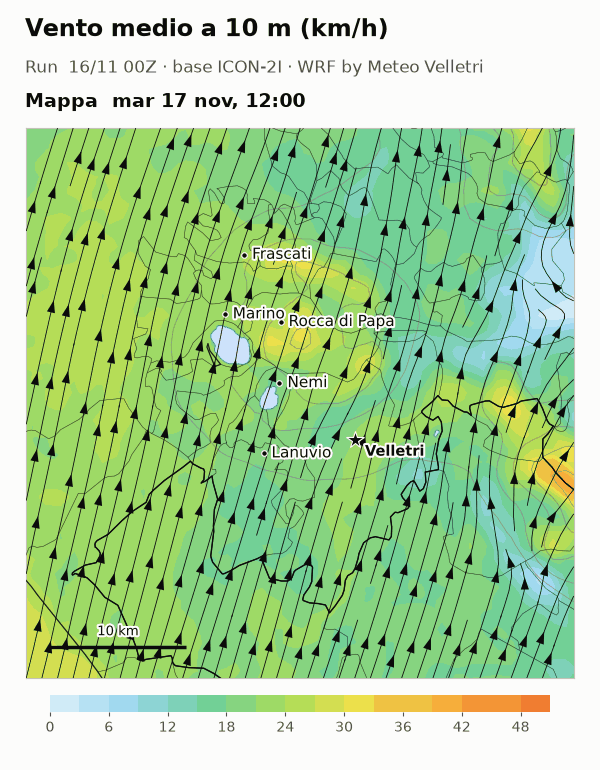 Vento medio a 10 m (km/h)
Run  16/11 00Z · base ICON-2I · WRF by Meteo Velletri
Mappa  mar 17 nov, 12:00
Frascati
Marino
Rocca di Papa
Nemi
Velletri
Lanuvio
10 km
0 6 12 18 24 30 36 42 48